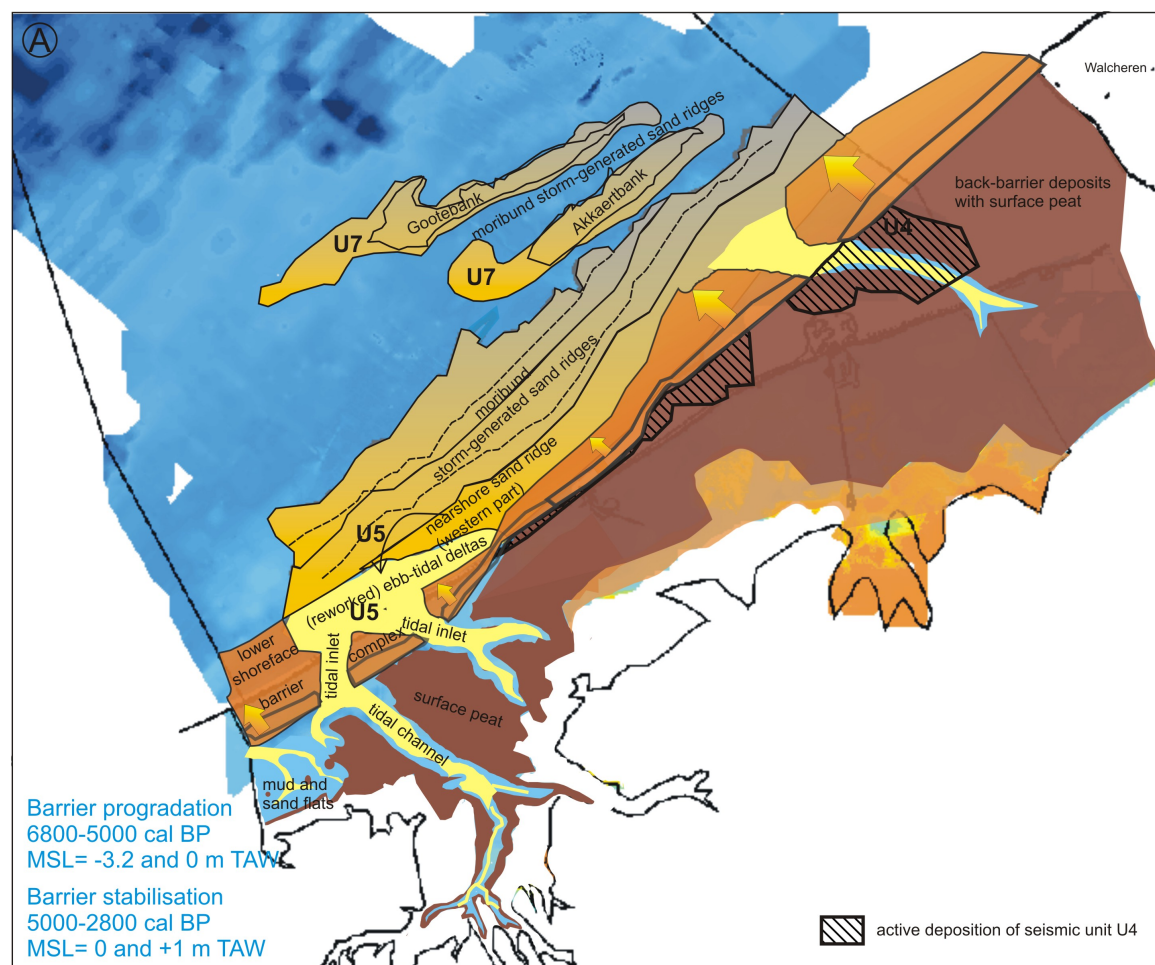 A
Walcheren
moribund storm-generated sand ridges
Gootebank
Akkaertbank
U7
U7
back-barrier deposits
with surface peat
U4
moribund
storm-generated sand ridges
nearshore sand ridge
(western part)
U5
(reworked) ebb-tidal deltas
U5
tidal inlet
lower
shoreface
tidal inlet
complex
barrier
surface peat
tidal channel
mud and
sand flats
Barrier progradation
6800-5000 cal BP
MSL= -3.2 and 0 m TAW
Barrier stabilisation
5000-2800 cal BP
MSL= 0 and +1 m TAW
active deposition of seismic unit U4